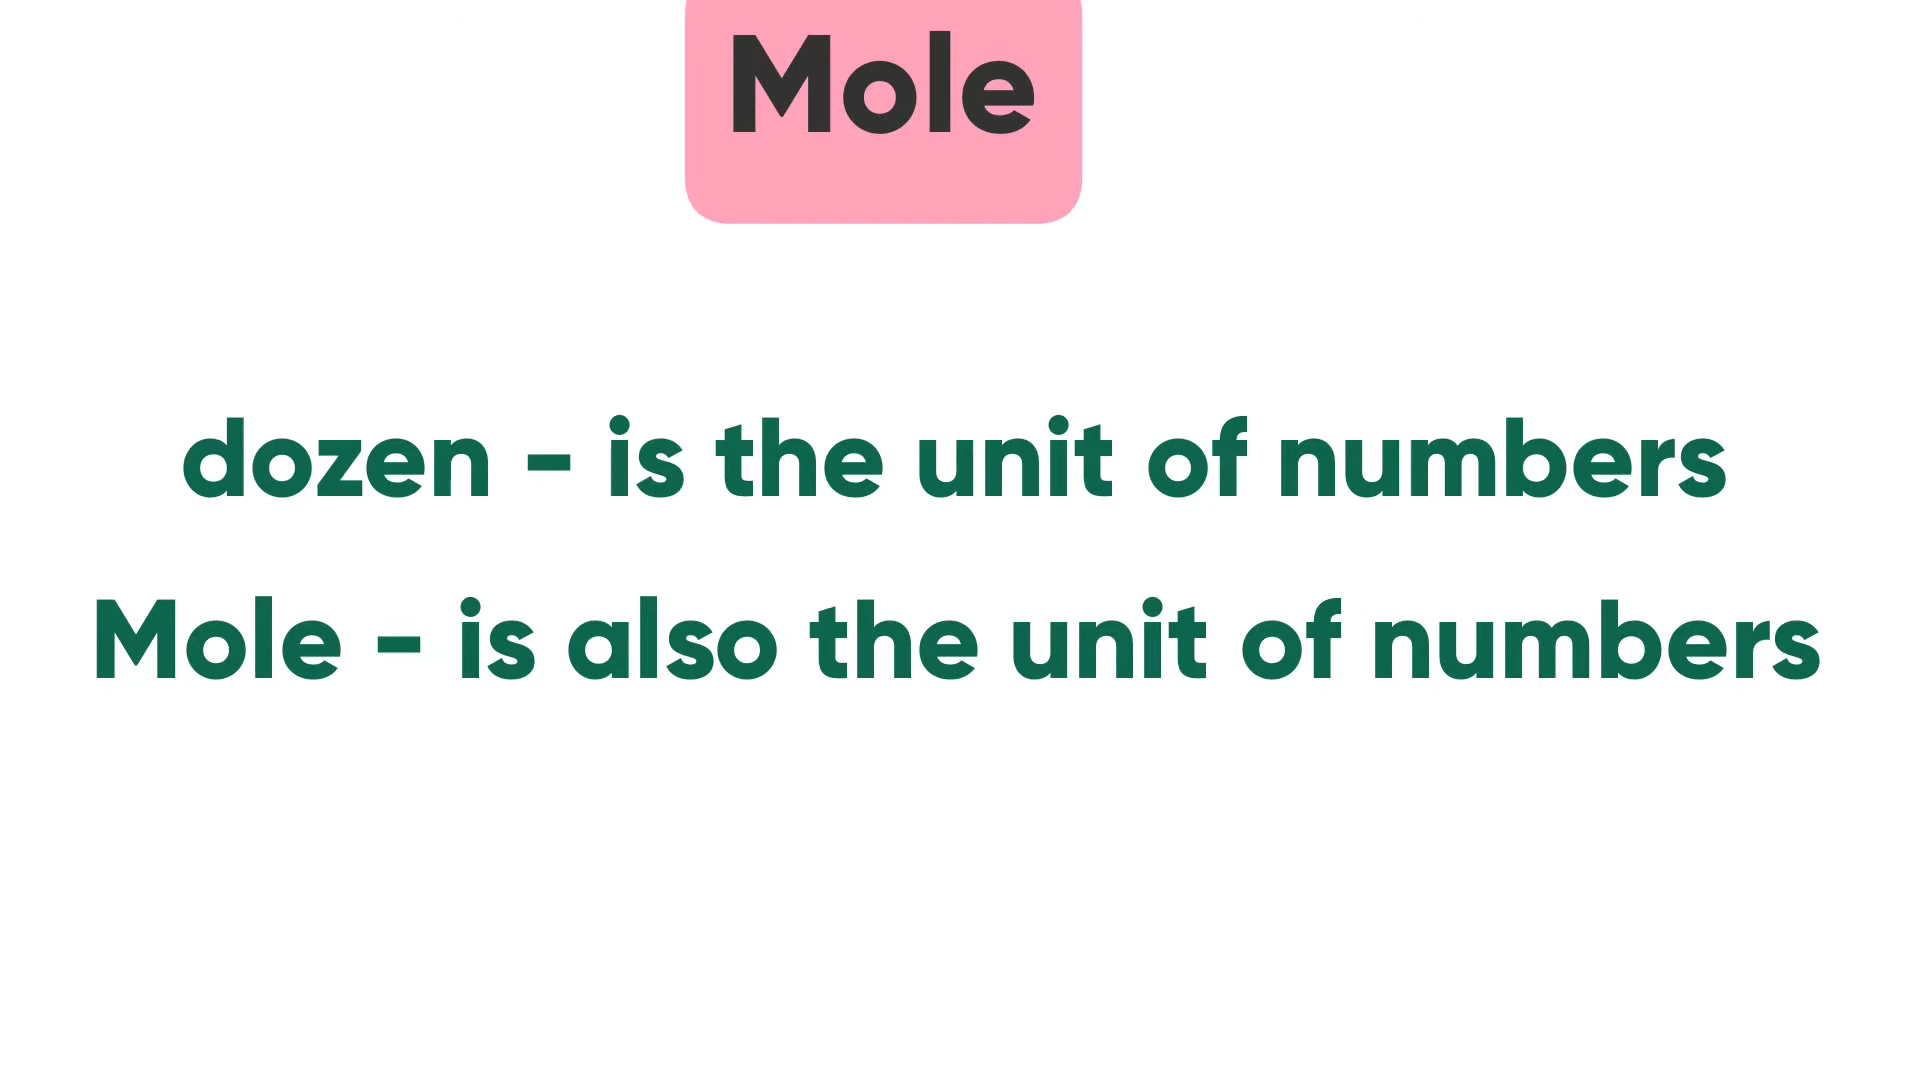 Mole
dozen - is the unit of numbers
Mole - is also the unit of numbers